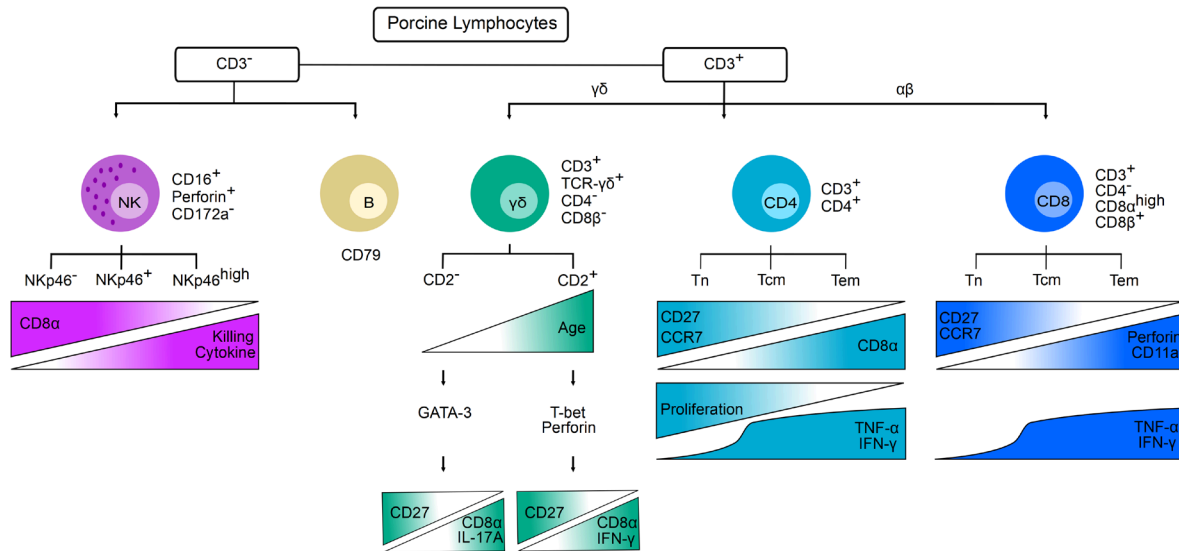 Porcine Lymphocytes
CD3⁻
CD3⁺
γδ
αβ
NK
CD16⁺
Perforin⁺
CD172a⁻
B
CD79
γδ
CD3⁺
TCR-γδ⁺
CD4⁻
CD8β⁻
CD4
CD3⁺
CD4⁺
CD8
CD3⁺
CD4⁻
CD8αhigh
CD8β⁺
NKp46⁻
NKp46⁺
NKp46high
CD8α
Killing
Cytokine
CD2⁻
CD2⁺
Age
GATA-3
T-bet
Perforin
CD27
CD8α
IL-17A
CD27
CD8α
IFN-γ
Tn
Tcm
Tem
CD27
CCR7
CD8α
Proliferation
TNF-α
IFN-γ
Tn
Tcm
Tem
CD27
CCR7
Perforin
CD11a
TNF-α
IFN-γ